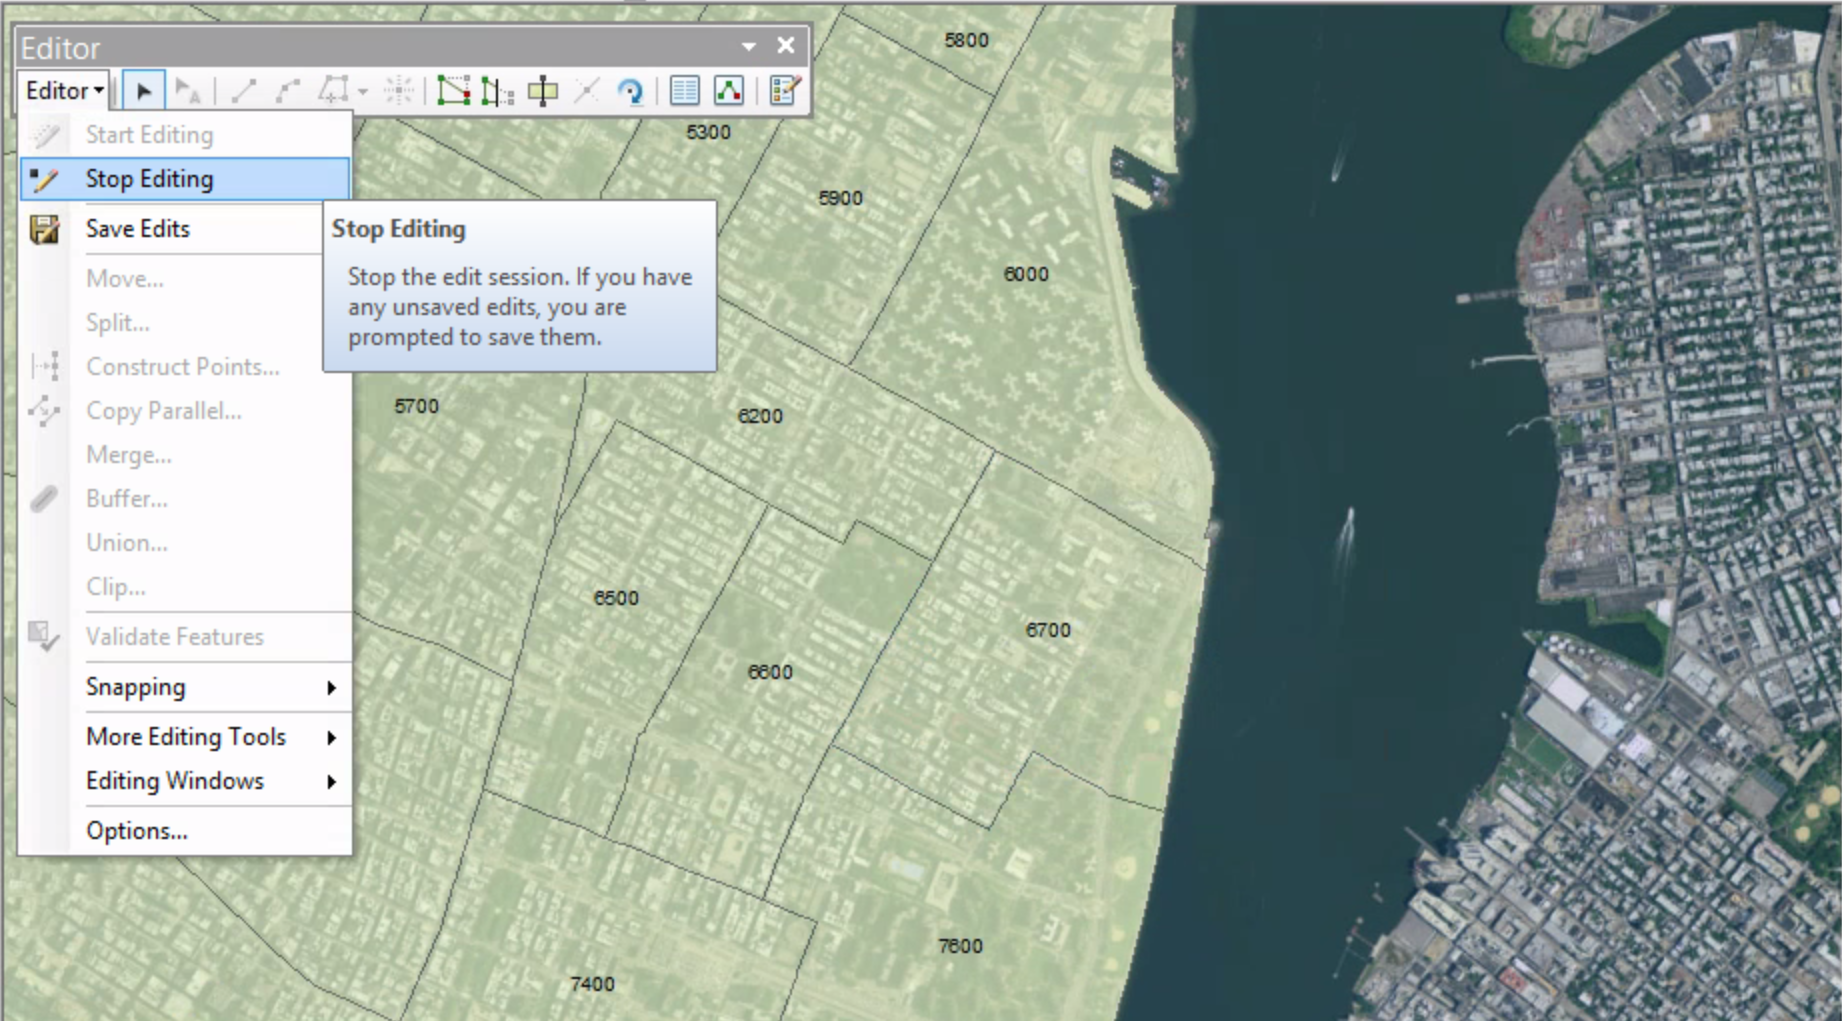 Editor
Editor
Start Editing
Stop Editing
Save Edits
Move...
Split...
Construct Points...
Copy Parallel...
Merge...
Buffer...
Union...
Clip...
Validate Features
Snapping
More Editing Tools
Editing Windows
Options...
Stop Editing
Stop the edit session. If you have
any unsaved edits, you are
prompted to save them.
5800
5300
5900
6000
5700
6200
6500
6700
6600
7600
7400